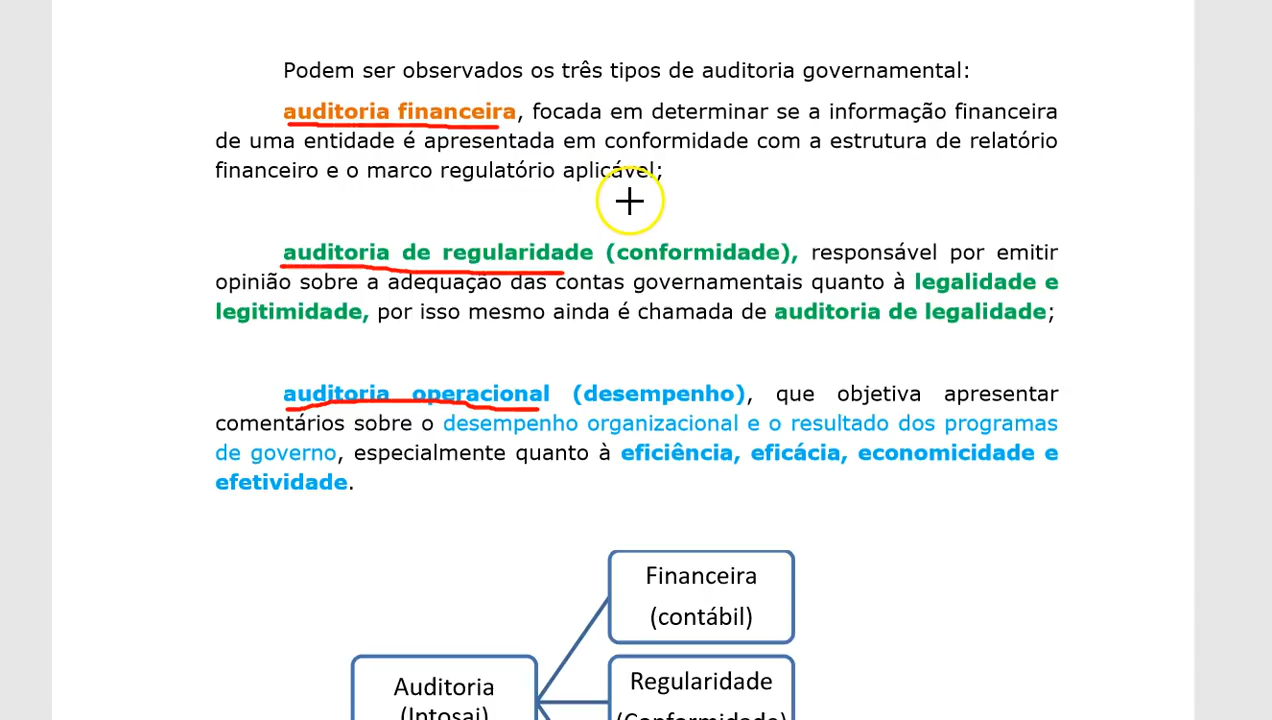 Podem ser observados os três tipos de auditoria governamental:
auditoria financeira, focada em determinar se a informação financeira
de uma entidade é apresentada em conformidade com a estrutura de relatório
financeiro e o marco regulatório aplicável;
auditoria de regularidade (conformidade), responsável por emitir
opinião sobre a adequação das contas governamentais quanto à legalidade e
legitimidade, por isso mesmo ainda é chamada de auditoria de legalidade;
auditoria operacional (desempenho), que objetiva apresentar
comentários sobre o desempenho organizacional e o resultado dos programas
de governo, especialmente quanto à eficiência, eficácia, economicidade e
efetividade.
Financeira
(contábil)
Auditoria
(Intosai)
Regularidade
(Conformidade)